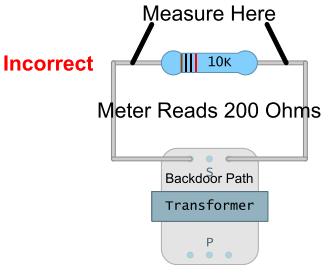 Measure Here
Incorrect
10K
Meter Reads 200 Ohms
S
Backdoor Path
Transformer
P